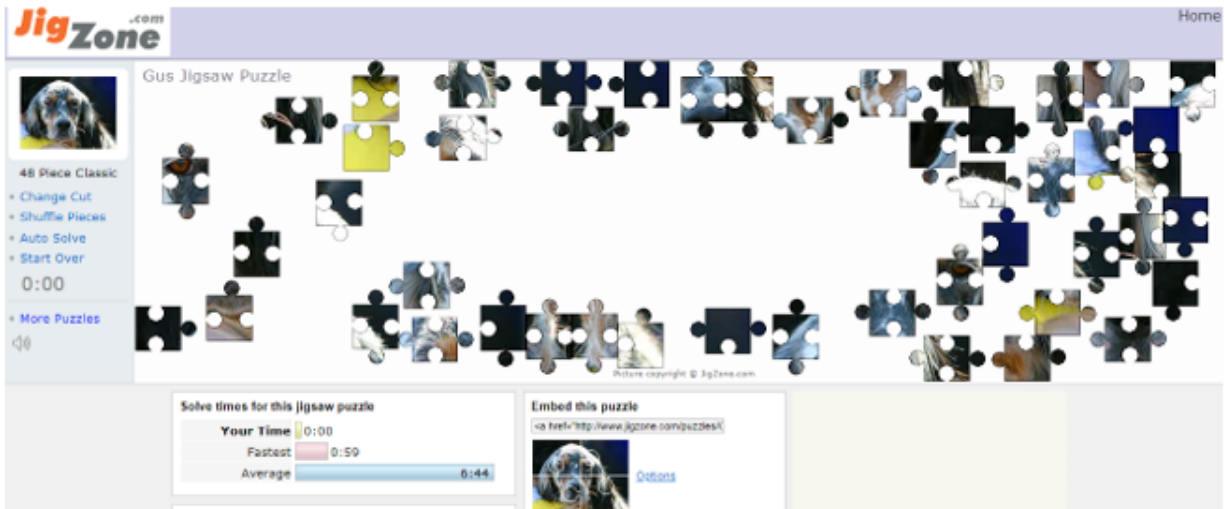 JigZone
.com
Home
Gus Jigsaw Puzzle
48 Piece Classic
Change Cut
Shuffle Pieces
Auto Solve
Start Over
0:00
More Puzzles
Picture copyright © JigZone.com
Solve times for this jigsaw puzzle
Your Time 0:00
Fastest 0:59
Average 6:44
Embed this puzzle
<a href="http://www.jigzone.com/puzzles/
Options